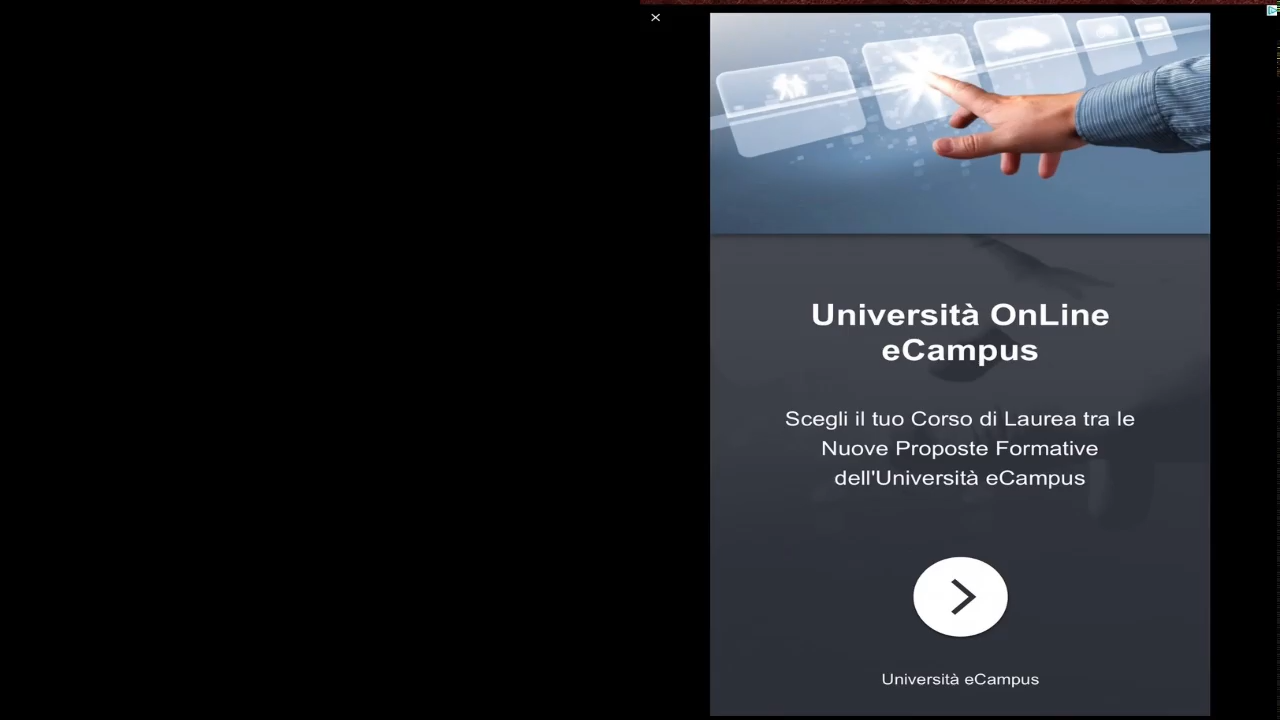 Università OnLine
eCampus
Scegli il tuo Corso di Laurea tra le
Nuove Proposte Formative
dell'Università eCampus
Università eCampus